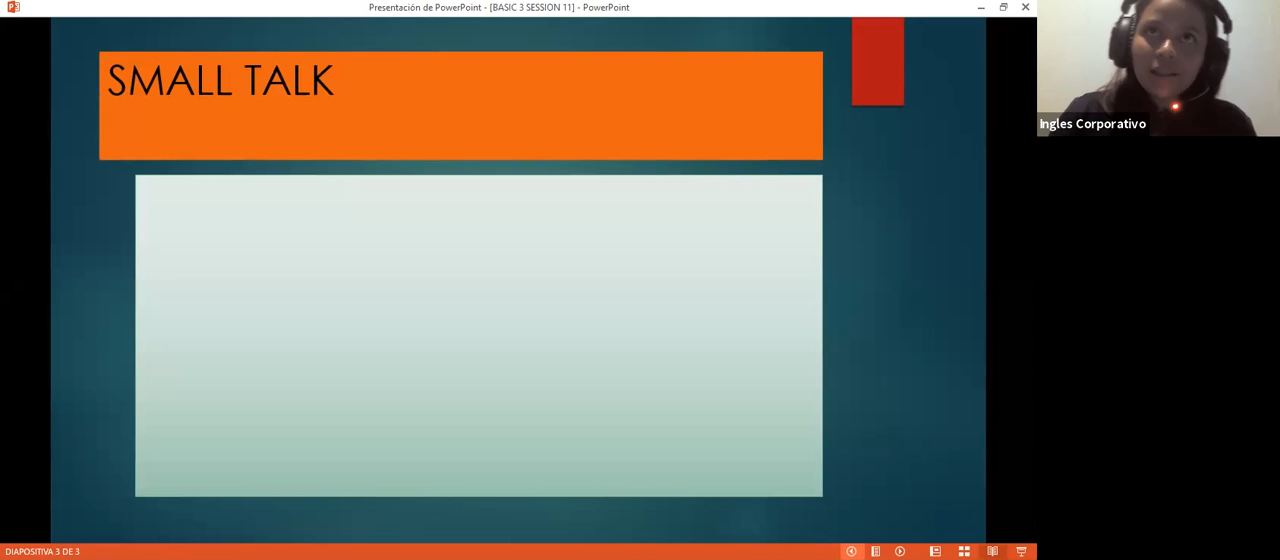 Presentación de PowerPoint - [BASIC 3 SESSION 11] - PowerPoint
SMALL TALK
Ingles Corporativo
DIAPOSITIVA 3 DE 3